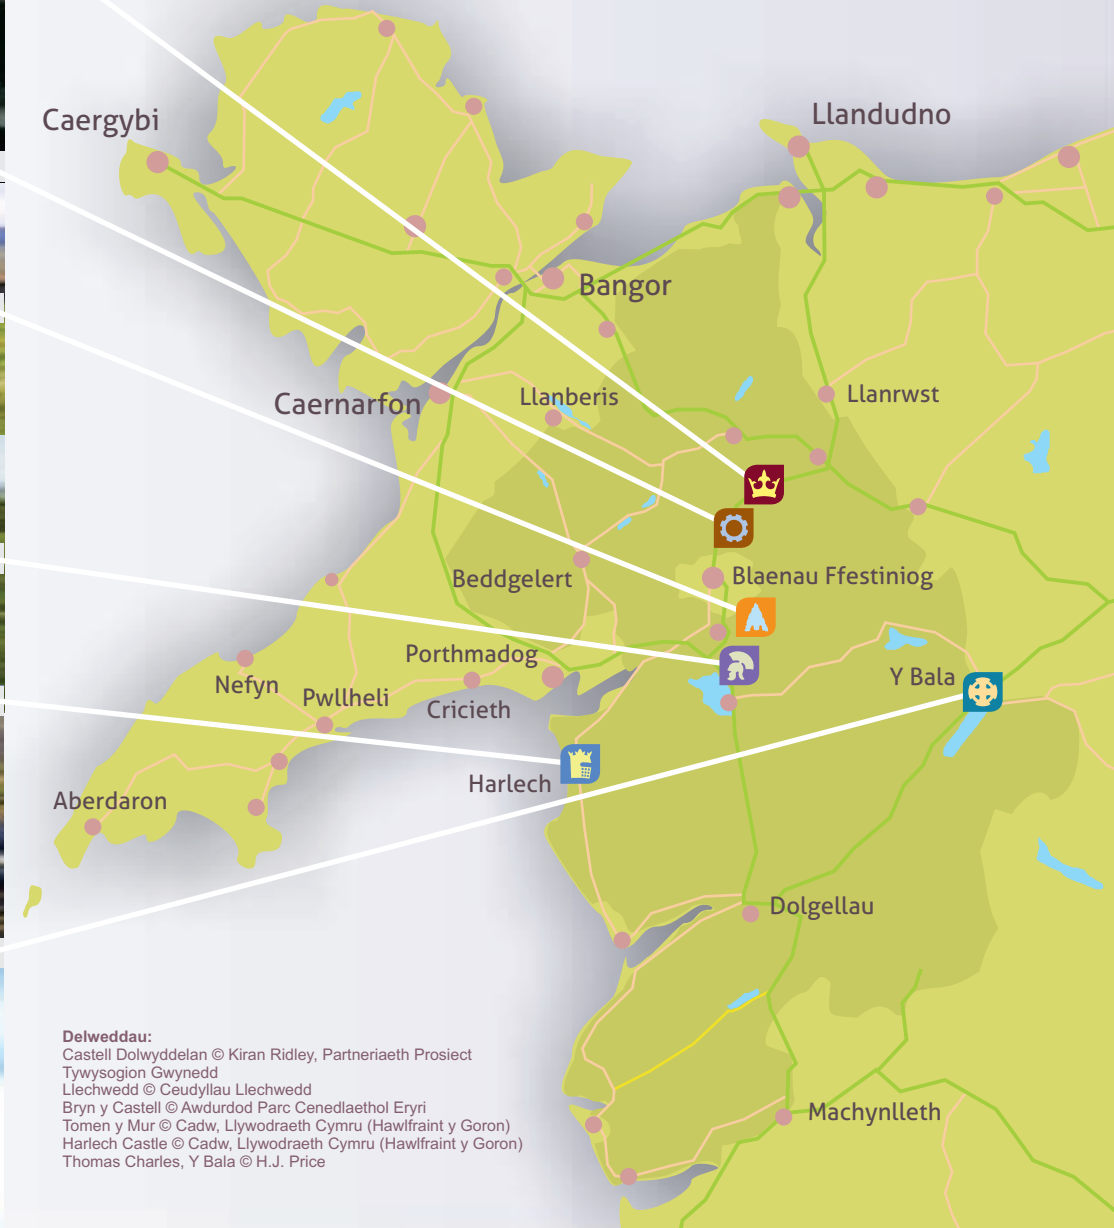 Llandudno
Caergybi
Bangor
Llanrwst
Llanberis
Caernarfon
Beddgelert
Blaenau Ffestiniog
Porthmadog
Y Bala
Nefyn
Pwllheli
Cricieth
Harlech
Aberdaron
Dolgellau
Machynlleth
Delweddau:
Castell Dolwyddelan © Kiran Ridley, Partneriaeth Prosiect
Tywysogion Gwynedd
Llechwedd © Ceudyllau Llechwedd
Bryn y Castell © Awdurdod Parc Cenedlaethol Eryri
Tomen y Mur © Cadw, Llywodraeth Cymru (Hawlfraint y Goron)
Harlech Castle © Cadw, Llywodraeth Cymru (Hawlfraint y Goron)
Thomas Charles, Y Bala © H.J. Price